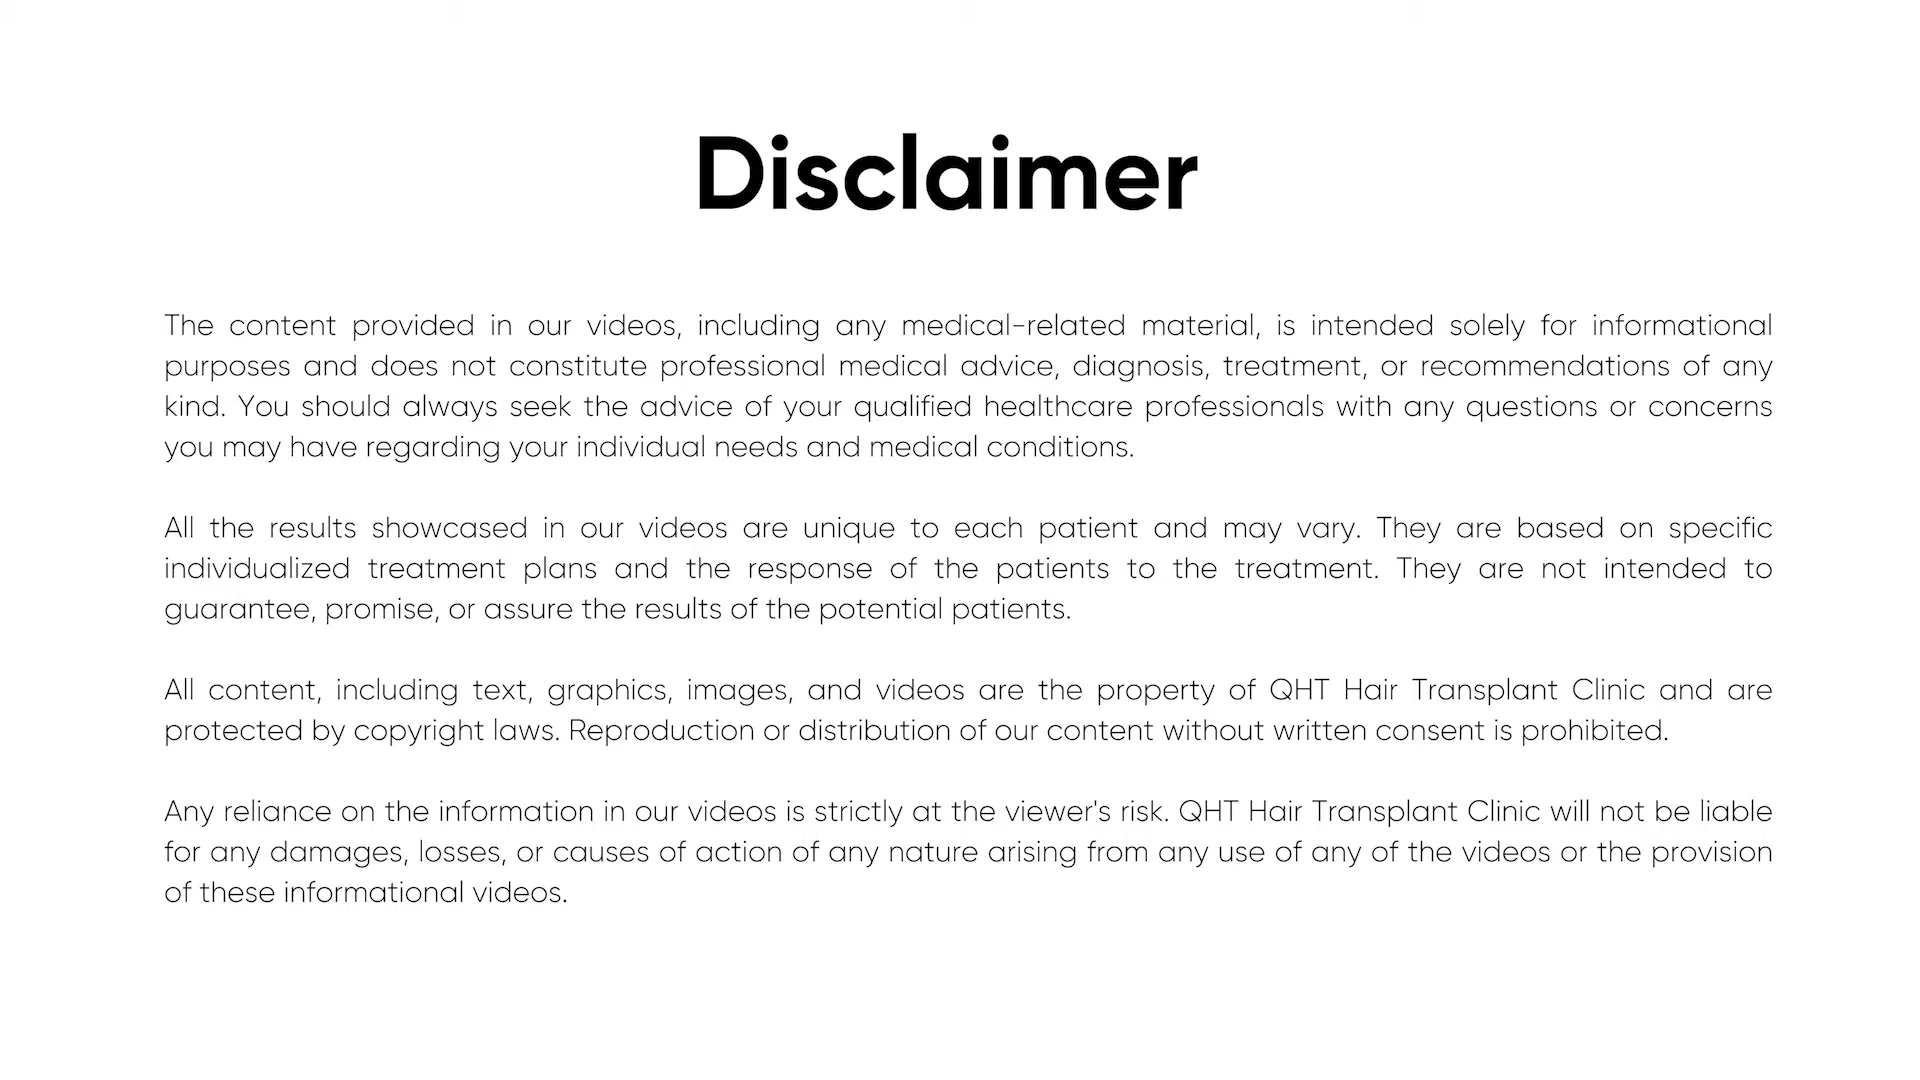 Disclaimer
The content provided in our videos, including any medical-related material, is intended solely for informational
purposes and does not constitute professional medical advice, diagnosis, treatment, or recommendations of any
kind. You should always seek the advice of your qualified healthcare professionals with any questions or concerns
you may have regarding your individual needs and medical conditions.
All the results showcased in our videos are unique to each patient and may vary. They are based on specific
individualized treatment plans and the response of the patients to the treatment. They are not intended to
guarantee, promise, or assure the results of the potential patients.
All content, including text, graphics, images, and videos are the property of QHT Hair Transplant Clinic and are
protected by copyright laws. Reproduction or distribution of our content without written consent is prohibited.
Any reliance on the information in our videos is strictly at the viewer's risk. QHT Hair Transplant Clinic will not be liable
for any damages, losses, or causes of action of any nature arising from any use of any of the videos or the provision
of these informational videos.